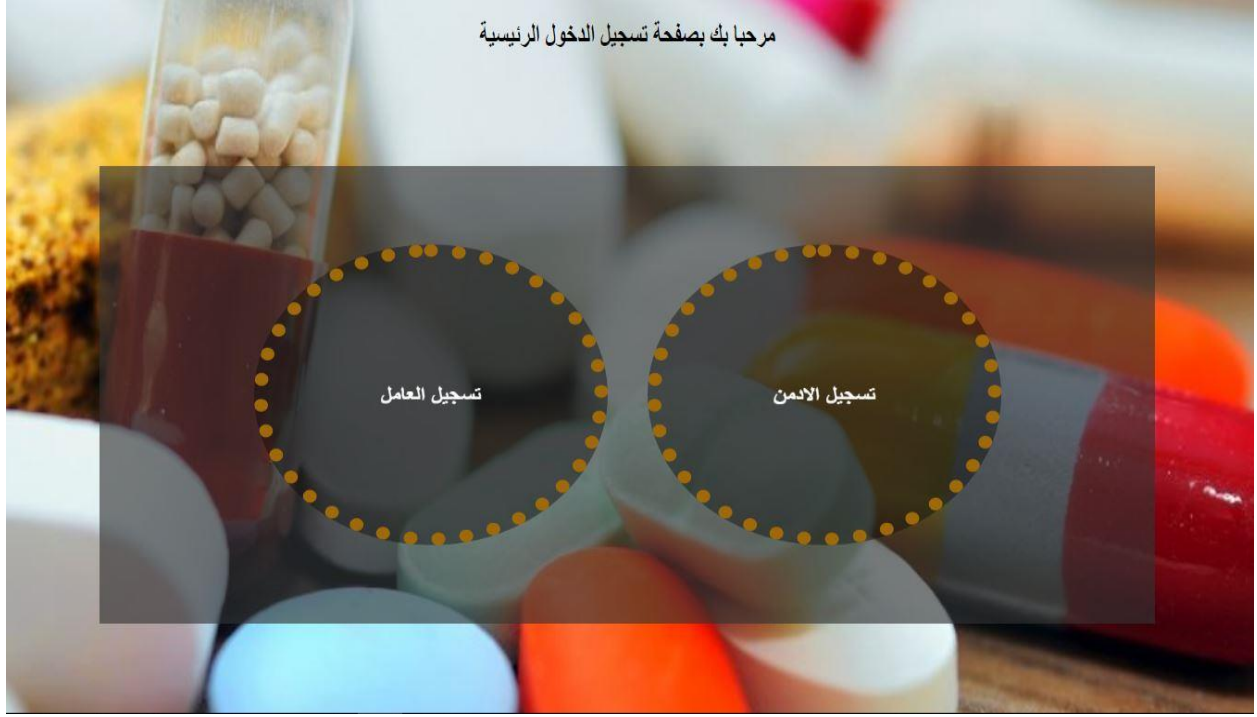 مرحبا بك بصفحة تسجيل الدخول الرئيسية
تسجيل الادمن
تسجيل العامل